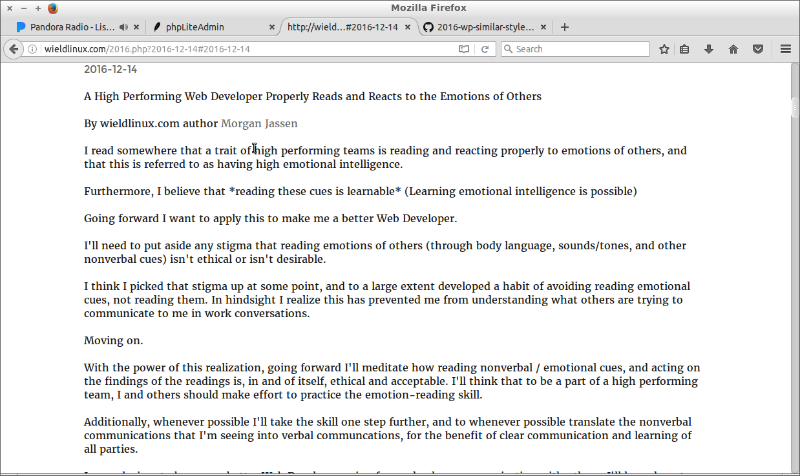 Mozilla Firefox
Pandora Radio - Lis...
phpLiteAdmin
http://wield...#2016-12-14
2016-wp-similar-style...
wieldlinux.com/2016.php?2016-12-14#2016-12-14
Search
2016-12-14
A High Performing Web Developer Properly Reads and Reacts to the Emotions of Others
By wieldlinux.com author Morgan Jassen
I read somewhere that a trait of high performing teams is reading and reacting properly to emotions of others, and
that this is referred to as having high emotional intelligence.
Furthermore, I believe that *reading these cues is learnable* (Learning emotional intelligence is possible)
Going forward I want to apply this to make me a better Web Developer.
I'll need to put aside any stigma that reading emotions of others (through body language, sounds/tones, and other
nonverbal cues) isn't ethical or isn't desirable.
I think I picked that stigma up at some point, and to a large extent developed a habit of avoiding reading emotional
cues, not reading them. In hindsight I realize this has prevented me from understanding what others are trying to
communicate to me in work conversations.
Moving on.
With the power of this realization, going forward I'll meditate how reading nonverbal / emotional cues, and acting on
the findings of the readings is, in and of itself, ethical and acceptable. I'll think that to be a part of a high performing
team, I and others should make effort to practice the emotion-reading skill.
Additionally, whenever possible I'll take the skill one step further, and to whenever possible translate the nonverbal
communcations that I'm seeing into verbal communcations, for the benefit of clear communication and learning of
all parties.